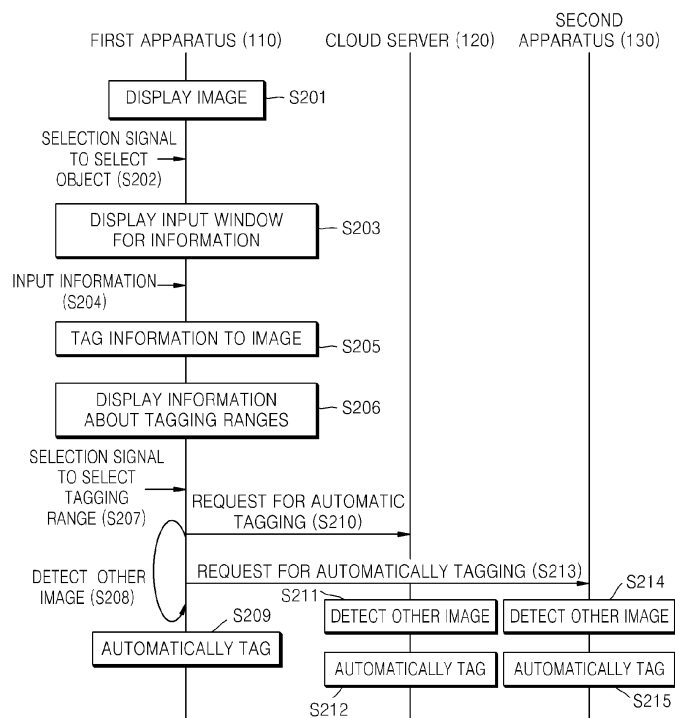 FIRST APPARATUS (110)
CLOUD SERVER (120)
SECOND
APPARATUS (130)
DISPLAY IMAGE
S201
SELECTION SIGNAL
TO SELECT
OBJECT (S202)
DISPLAY INPUT WINDOW
FOR INFORMATION
S203
INPUT INFORMATION
(S204)
TAG INFORMATION TO IMAGE
S205
DISPLAY INFORMATION
ABOUT TAGGING RANGES
S206
SELECTION SIGNAL
TO SELECT
TAGGING
RANGE (S207)
REQUEST FOR AUTOMATIC
TAGGING (S210)
DETECT OTHER
IMAGE (S208)
REQUEST FOR AUTOMATICALLY TAGGING (S213)
S211
DETECT OTHER IMAGE
S214
DETECT OTHER IMAGE
S209
AUTOMATICALLY TAG
AUTOMATICALLY TAG
S212
AUTOMATICALLY TAG
S215